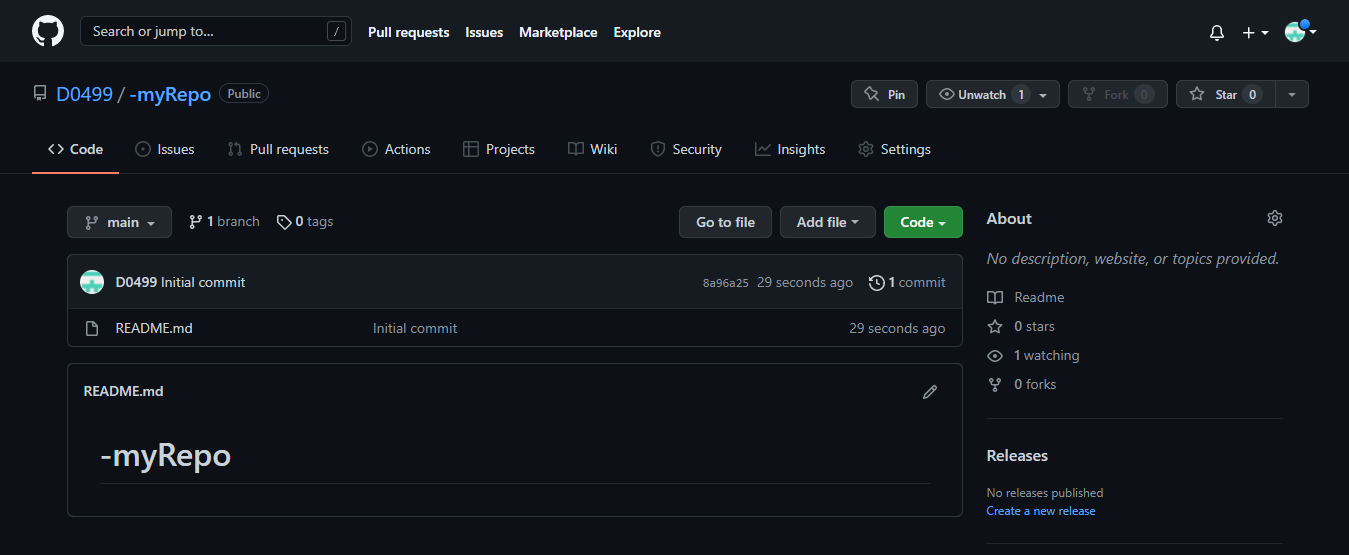 Search or jump to... /
Pull requests Issues Marketplace Explore
D0499 / -myRepo Public
Pin Unwatch 1 Fork 0 Star 0
Code Issues Pull requests Actions Projects Wiki Security Insights Settings
main 1 branch 0 tags Go to file Add file Code
D0499 Initial commit 8a96a25 29 seconds ago 1 commit
README.md Initial commit 29 seconds ago
README.md
-myRepo
About
No description, website, or topics provided.
Readme
0 stars
1 watching
0 forks
Releases
No releases published
Create a new release